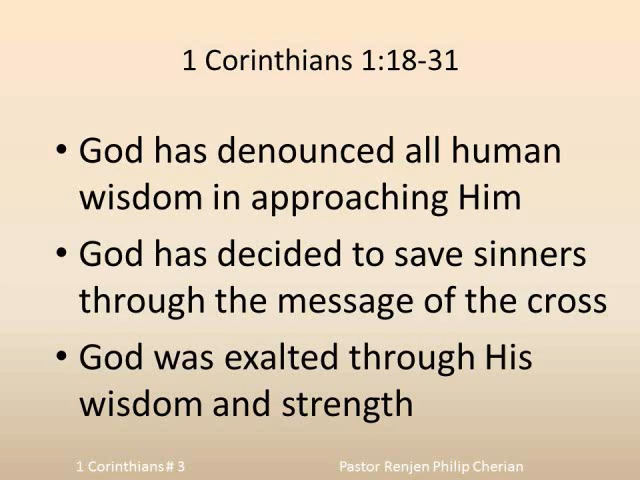 1 Corinthians 1:18-31
• God has denounced all human
wisdom in approaching Him
• God has decided to save sinners
through the message of the cross
• God was exalted through His
wisdom and strength
1 Corinthians # 3 Pastor Renjen Philip Cherian